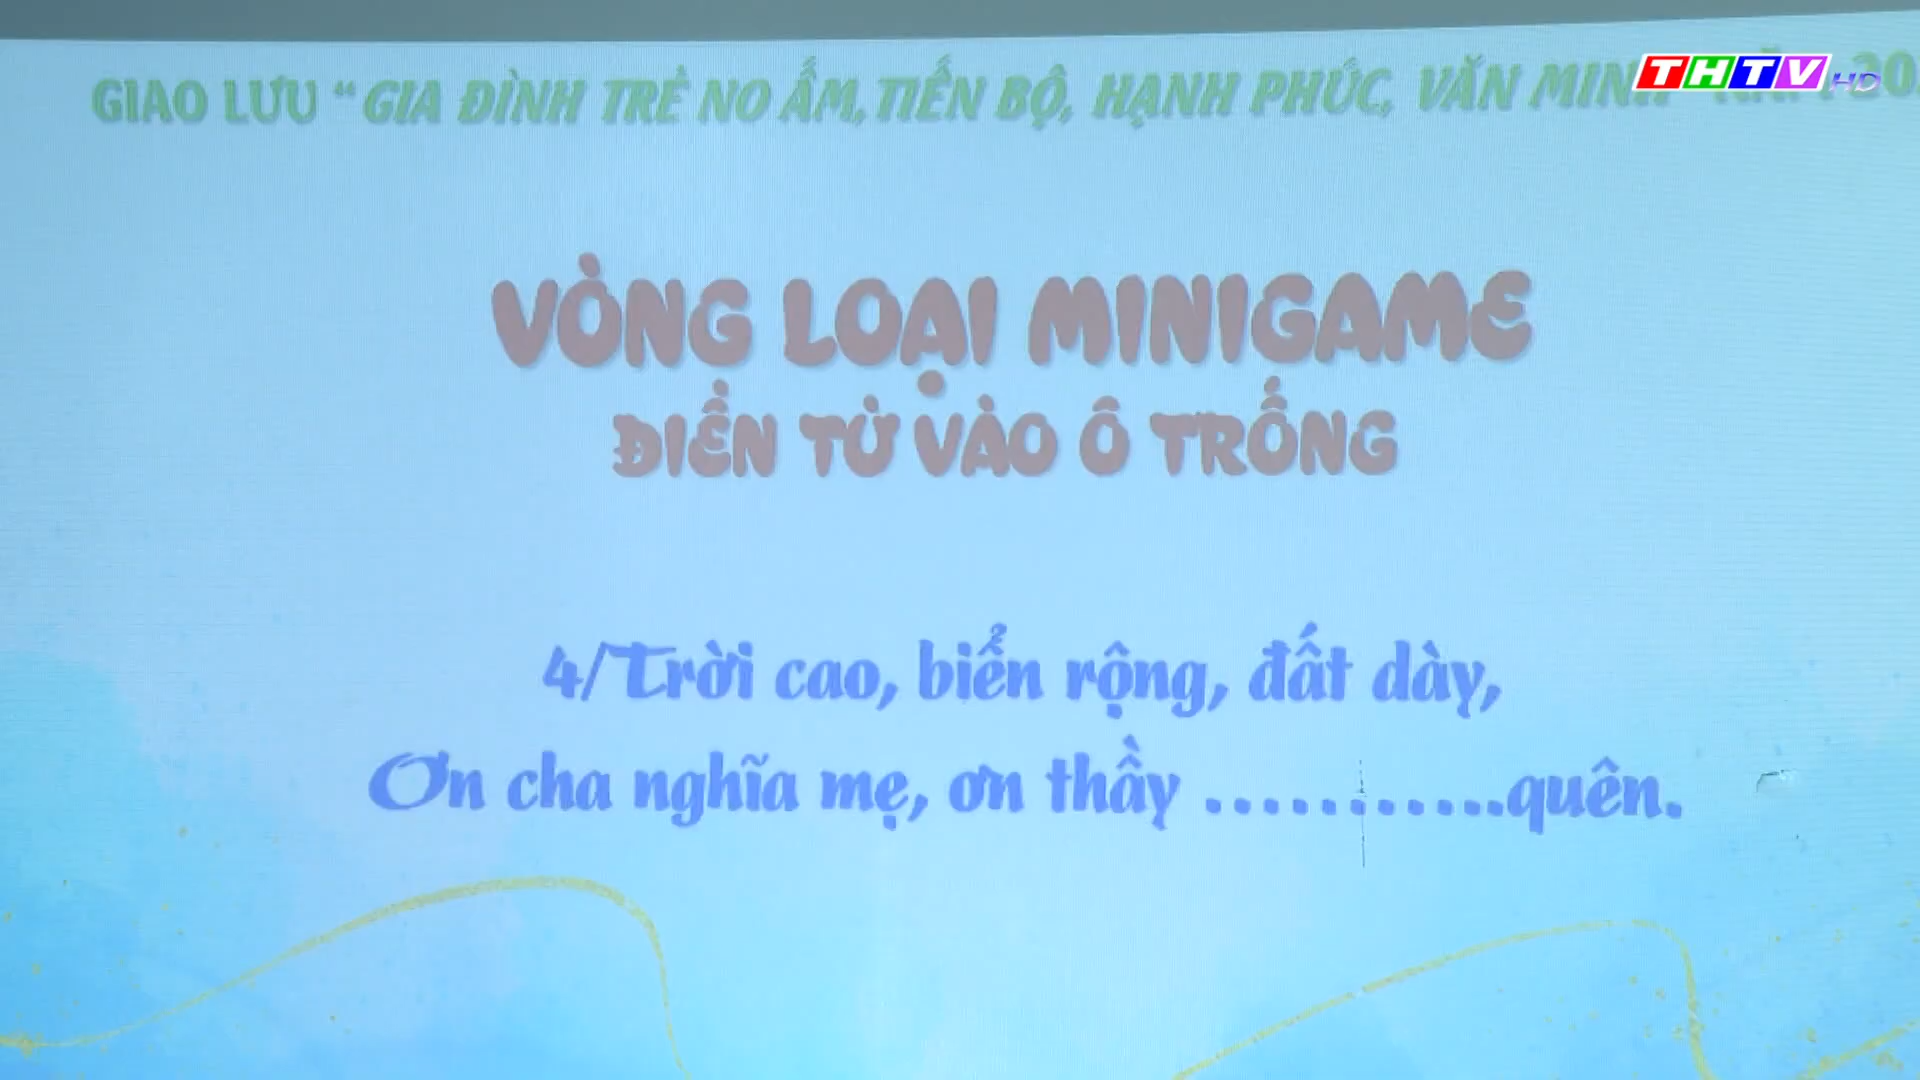 GIAO LƯU “GIA ĐÌNH TRẺ NO ẤM, TIẾN BỘ, HẠNH PHÚC, VĂN MINH”
THTV HD
VÒNG LOẠI MINIGAME
ĐIỀN TỪ VÀO Ô TRỐNG
4/Trời cao, biển rộng, đất dày,
Ơn cha nghĩa mẹ, ơn thầy ...........quên.